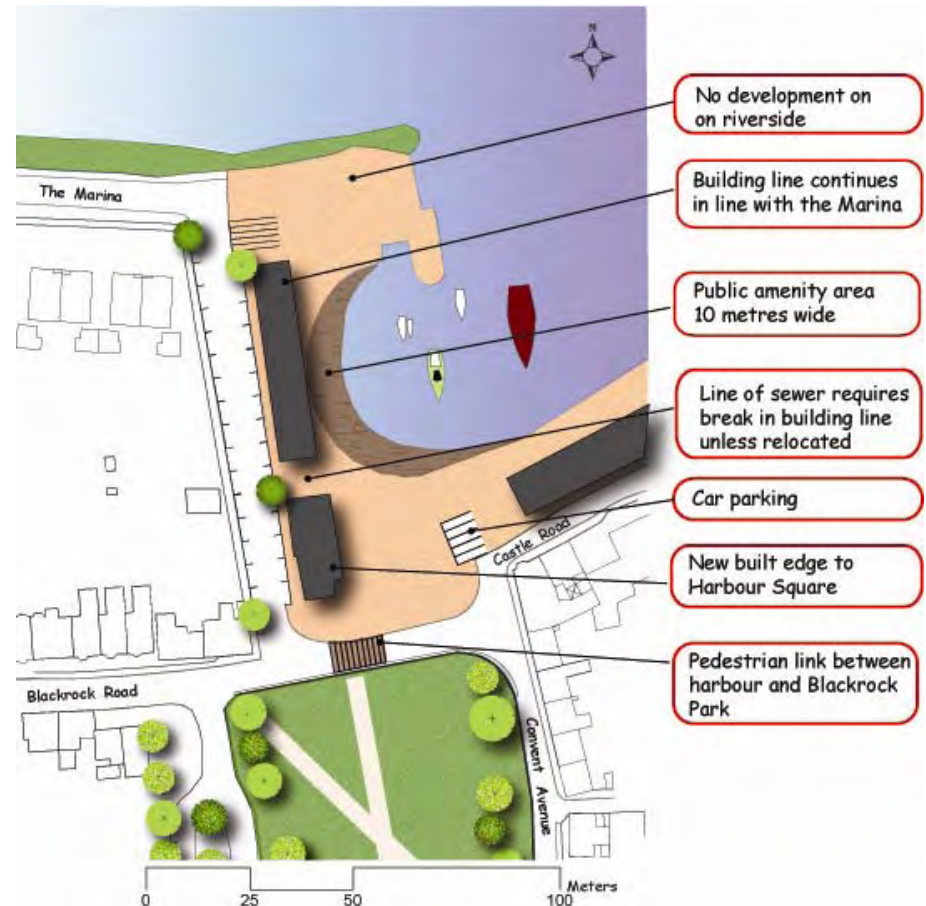 N
No development on
on riverside
The Marina
Building line continues
in line with the Marina
Public amenity area
10 metres wide
Line of sewer requires
break in building line
unless relocated
Car parking
Castle Road
New built edge to
Harbour Square
Pedestrian link between
harbour and Blackrock
Park
Blackrock Road
Convent Avenue
Meters
0 25 50 100